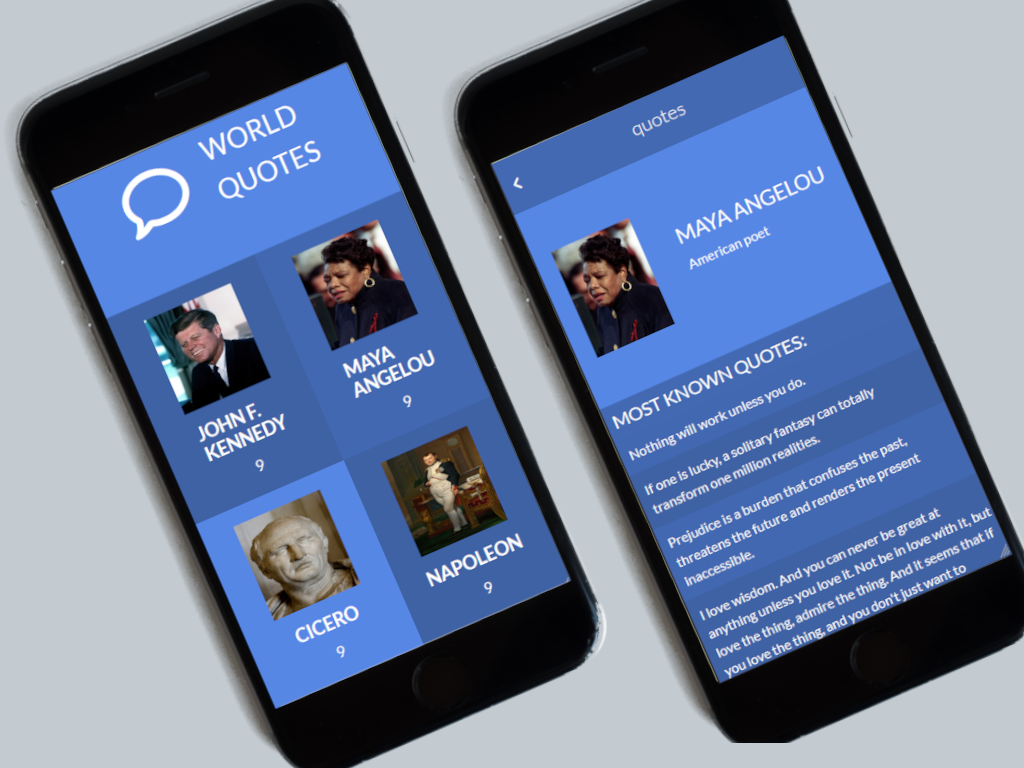 WORLD
QUOTES
JOHN F.
KENNEDY
9
MAYA
ANGELOU
9
CICERO
9
NAPOLEON
9
quotes
MAYA ANGELOU
American poet
MOST KNOWN QUOTES:
Nothing will work unless you do.
If one is lucky, a solitary fantasy can totally
transform one million realities.
Prejudice is a burden that confuses the past,
threatens the future and renders the present
inaccessible.
I love wisdom. And you can never be great at
anything unless you love it. Not be in love with it, but
love the thing, admire the thing. And it seems that if
you love the thing, and you don't just want to